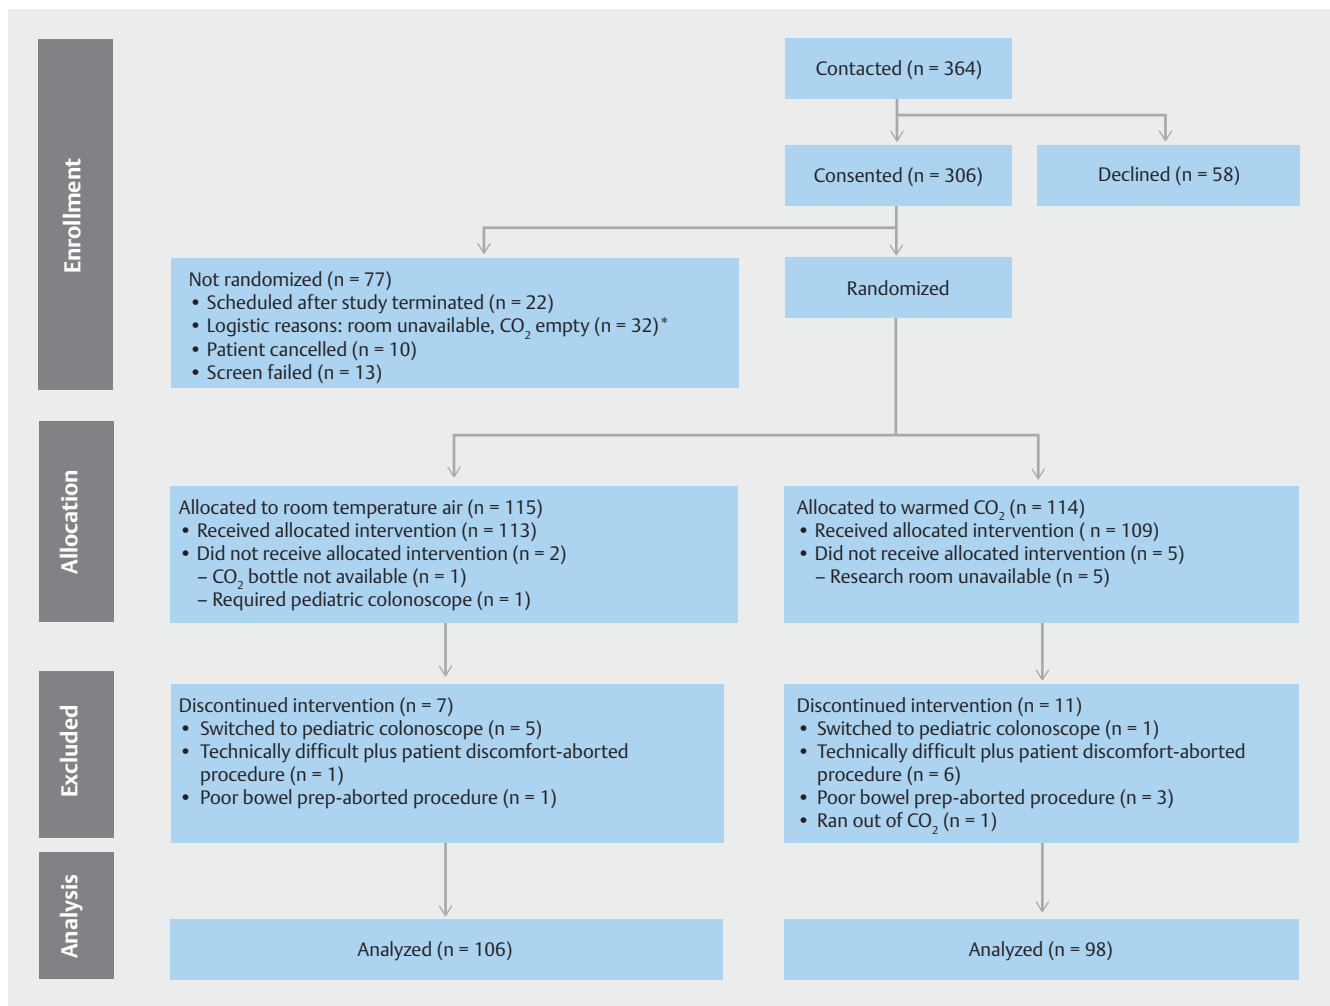 Enrollment
Contacted (n = 364)
Consented (n = 306)
Declined (n = 58)
Not randomized (n = 77)
• Scheduled after study terminated (n = 22)
• Logistic reasons: room unavailable, CO₂ empty (n = 32)*
• Patient cancelled (n = 10)
• Screen failed (n = 13)
Randomized
Allocation
Allocated to room temperature air (n = 115)
• Received allocated intervention (n = 113)
• Did not receive allocated intervention (n = 2)
– CO₂ bottle not available (n = 1)
– Required pediatric colonoscope (n = 1)
Allocated to warmed CO₂ (n = 114)
• Received allocated intervention ( n = 109)
• Did not receive allocated intervention (n = 5)
– Research room unavailable (n = 5)
Excluded
Discontinued intervention (n = 7)
• Switched to pediatric colonoscope (n = 5)
• Technically difficult plus patient discomfort-aborted
procedure (n = 1)
• Poor bowel prep-aborted procedure (n = 1)
Discontinued intervention (n = 11)
• Switched to pediatric colonoscope (n = 1)
• Technically difficult plus patient discomfort-aborted
procedure (n = 6)
• Poor bowel prep-aborted procedure (n = 3)
• Ran out of CO₂ (n = 1)
Analysis
Analyzed (n = 106)
Analyzed (n = 98)